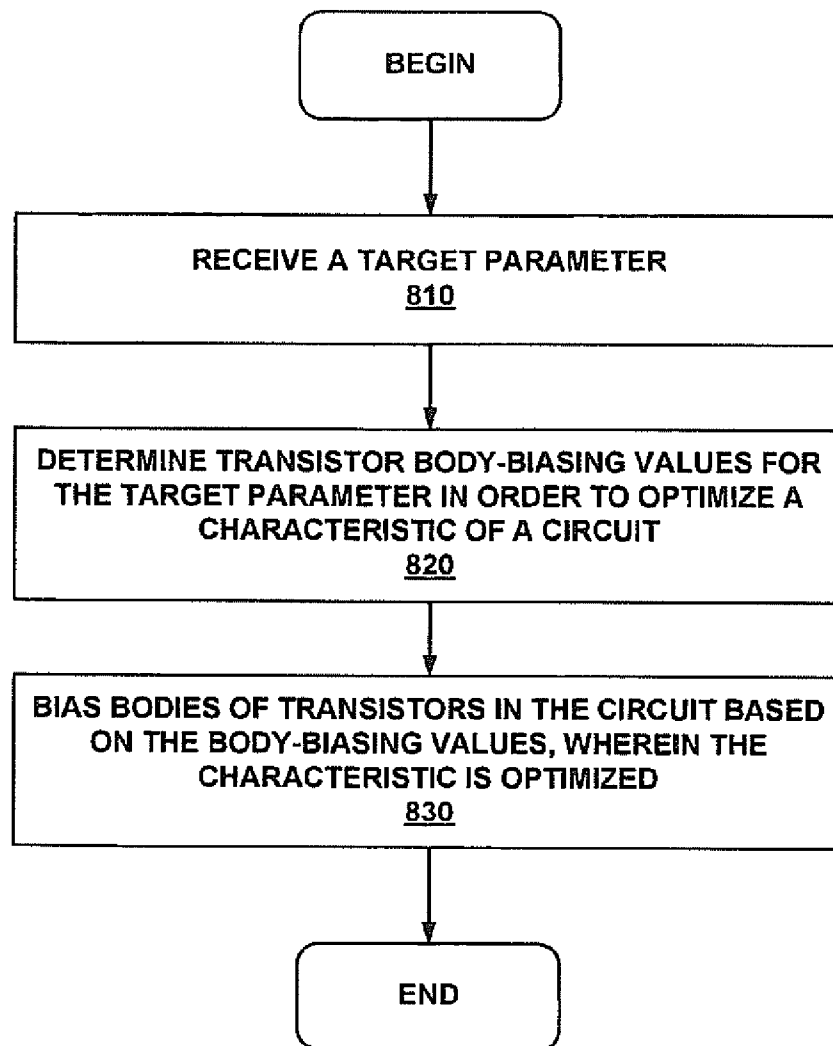 BEGIN
RECEIVE A TARGET PARAMETER
810
DETERMINE TRANSISTOR BODY-BIASING VALUES FOR
THE TARGET PARAMETER IN ORDER TO OPTIMIZE A
CHARACTERISTIC OF A CIRCUIT
820
BIAS BODIES OF TRANSISTORS IN THE CIRCUIT BASED
ON THE BODY-BIASING VALUES, WHEREIN THE
CHARACTERISTIC IS OPTIMIZED
830
END